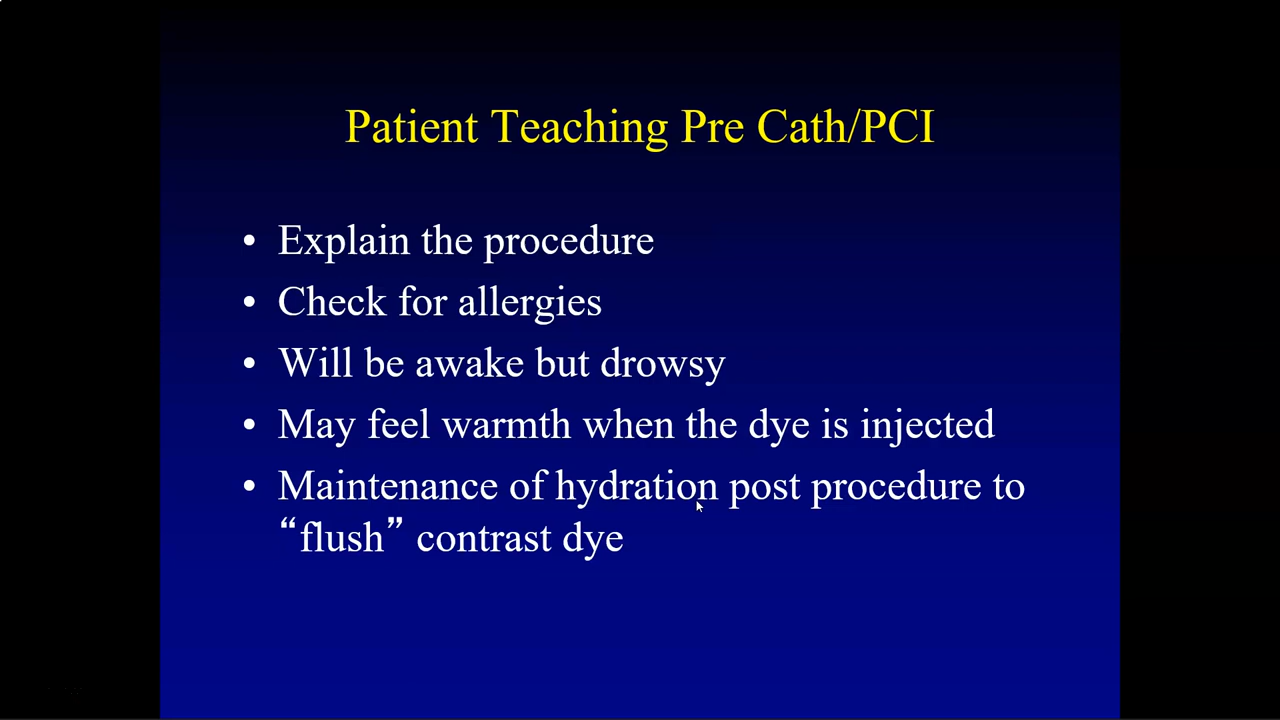 Patient Teaching Pre Cath/PCI
• Explain the procedure
• Check for allergies
• Will be awake but drowsy
• May feel warmth when the dye is injected
• Maintenance of hydration post procedure to
“flush” contrast dye